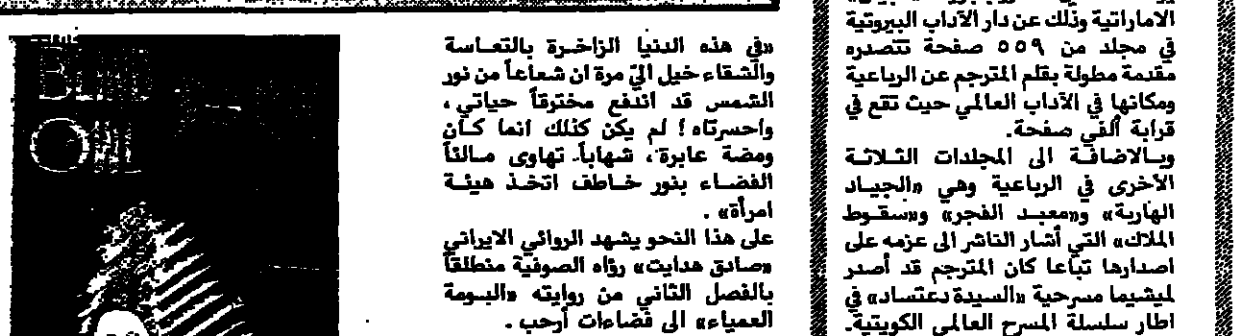 الاماراتية وذلك عن دار الآداب البيروتية
في مجلد من ٥٥٩ صفحة تتصدره
مقدمة مطولة بقلم المترجم عن الرباعية
ومكانها في الآداب العالمي حيث تقع في
قرابة ألفي صفحة.
وبالاضافة الى المجلدات الثلاثة
الأخرى في الرباعية وهي «الجياد
الهاربة» و«معبد الفجر» و«سقوط
الملاك» التي أشار الناشر الى عزمه على
اصدارها تباعا كان المترجم قد أصدر
لميشيما مسرحية «السيدة دعتساد» في
اطار سلسلة المسرح العالمي الكويتية.
«في هذه الدنيا الزاخرة بالتعاسة
والشقاء خيل اليّ مرة ان شعاعاً من نور
الشمس قد اندفع مخترقاً حياتي،
واحسرتاه! لم يكن كذلك انما كان
ومضة عابرة، شهاباً تهاوى مالئاً
الفضاء بنور خاطف اتخذ هيئة
امرأة».
على هذا النحو يشهد الروائي الايراني
«صادق هدايت» رؤاه الصوفية منطلقاً
بالفصل الثاني من روايته «البومة
العمياء» الى فضاءات أرحب.